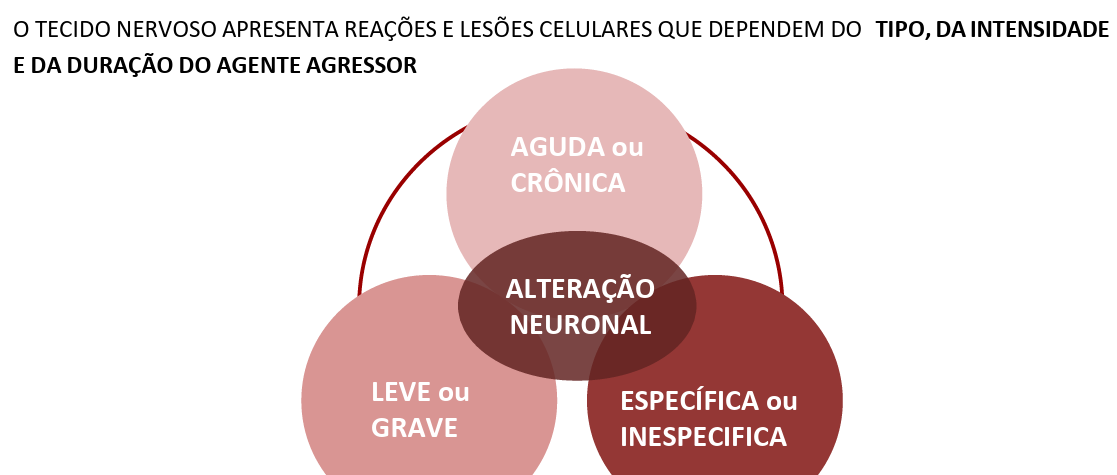 O TECIDO NERVOSO APRESENTA REAÇÕES E LESÕES CELULARES QUE DEPENDEM DO TIPO, DA INTENSIDADE
E DA DURAÇÃO DO AGENTE AGRESSOR
AGUDA ou
CRÔNICA
ALTERAÇÃO
NEURONAL
LEVE ou
GRAVE
ESPECÍFICA ou
INESPECIFICA